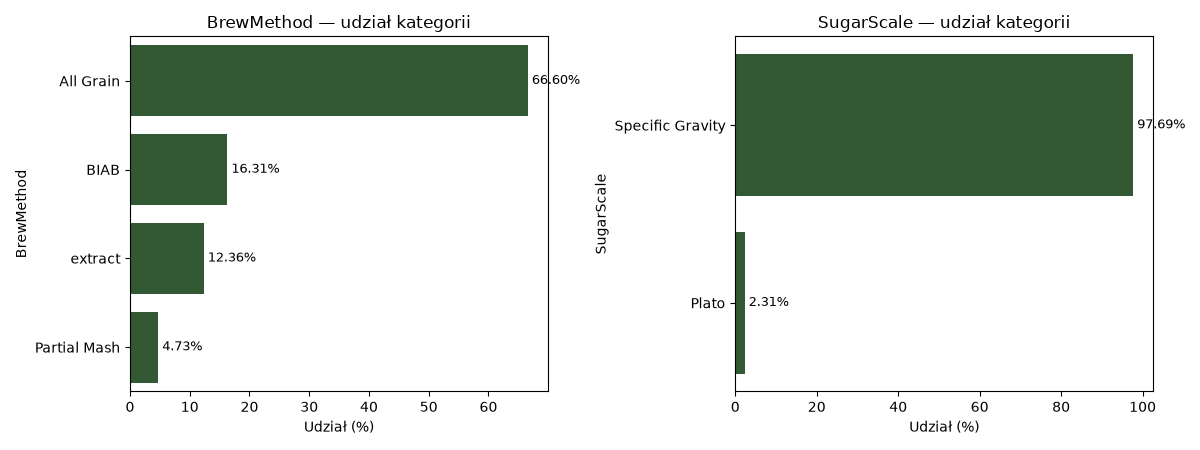 BrewMethod — udział kategorii
BrewMethod
All Grain
66.60%
BIAB
16.31%
extract
12.36%
Partial Mash
4.73%
0 10 20 30 40 50 60
Udział (%)
SugarScale — udział kategorii
SugarScale
Specific Gravity
97.69%
Plato
2.31%
0 20 40 60 80 100
Udział (%)